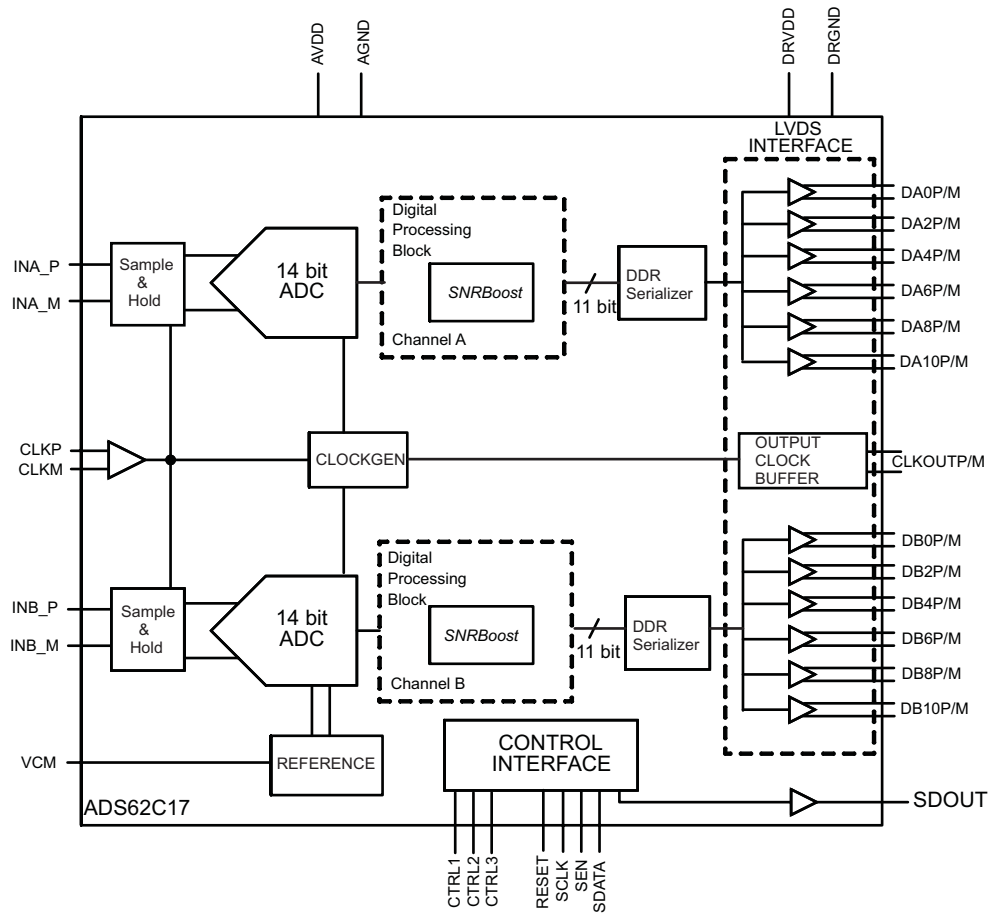 AVDD
AGND
DRVDD
DRGND
LVDS
INTERFACE
INA_P
INA_M
Sample
&
Hold
14 bit
ADC
Digital
Processing
Block
SNRBoost
Channel A
11 bit
DDR
Serializer
DA0P/M
DA2P/M
DA4P/M
DA6P/M
DA8P/M
DA10P/M
CLKP
CLKM
CLOCKGEN
OUTPUT
CLOCK
BUFFER
CLKOUTP/M
INB_P
INB_M
Sample
&
Hold
14 bit
ADC
Digital
Processing
Block
SNRBoost
Channel B
11 bit
DDR
Serializer
DB0P/M
DB2P/M
DB4P/M
DB6P/M
DB8P/M
DB10P/M
VCM
REFERENCE
CONTROL
INTERFACE
SDOUT
ADS62C17
CTRL1
CTRL2
CTRL3
RESET
SCLK
SEN
SDATA